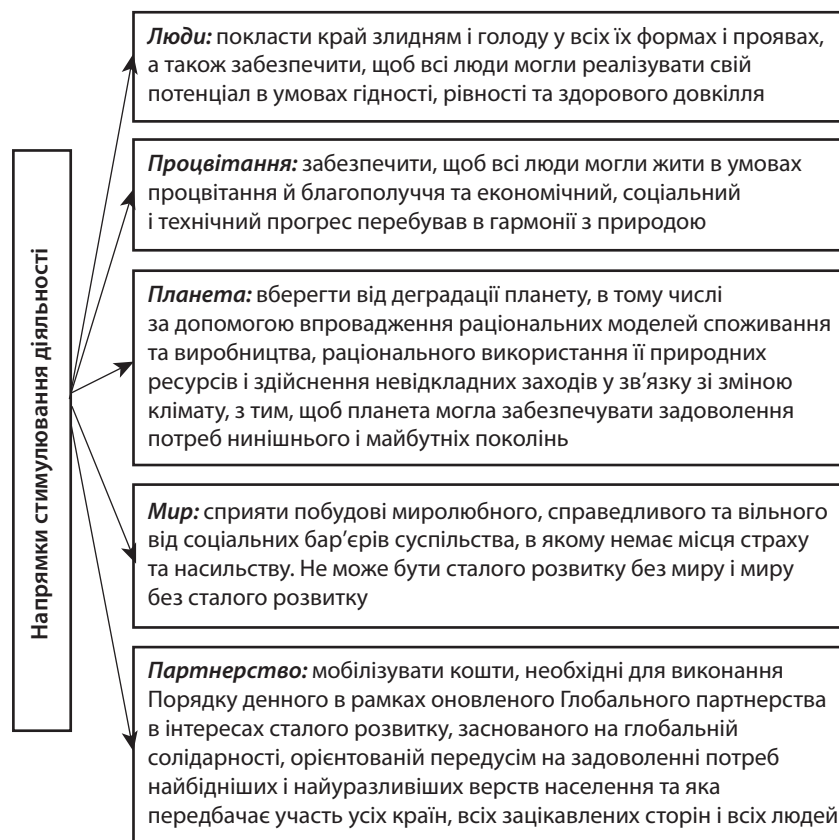 Напрямки стимулювання діяльності
Люди: покласти край злидням і голоду у всіх їх формах і проявах,
а також забезпечити, щоб всі люди могли реалізувати свій
потенціал в умовах гідності, рівності та здорового довкілля
Процвітання: забезпечити, щоб всі люди могли жити в умовах
процвітання й благополуччя та економічний, соціальний
і технічний прогрес перебував в гармонії з природою
Планета: вберегти від деградації планету, в тому числі
за допомогою впровадження раціональних моделей споживання
та виробництва, раціонального використання її природних
ресурсів і здійснення невідкладних заходів у зв’язку зі зміною
клімату, з тим, щоб планета могла забезпечувати задоволення
потреб нинішнього і майбутніх поколінь
Мир: сприяти побудові миролюбного, справедливого та вільного
від соціальних бар’єрів суспільства, в якому немає місця страху
та насильству. Не може бути сталого розвитку без миру і миру
без сталого розвитку
Партнерство: мобілізувати кошти, необхідні для виконання
Порядку денного в рамках оновленого Глобального партнерства
в інтересах сталого розвитку, заснованого на глобальній
солідарності, орієнтованій передусім на задоволенні потреб
найбідніших і найуразливіших верств населення та яка
передбачає участь усіх країн, всіх зацікавлених сторін і всіх людей